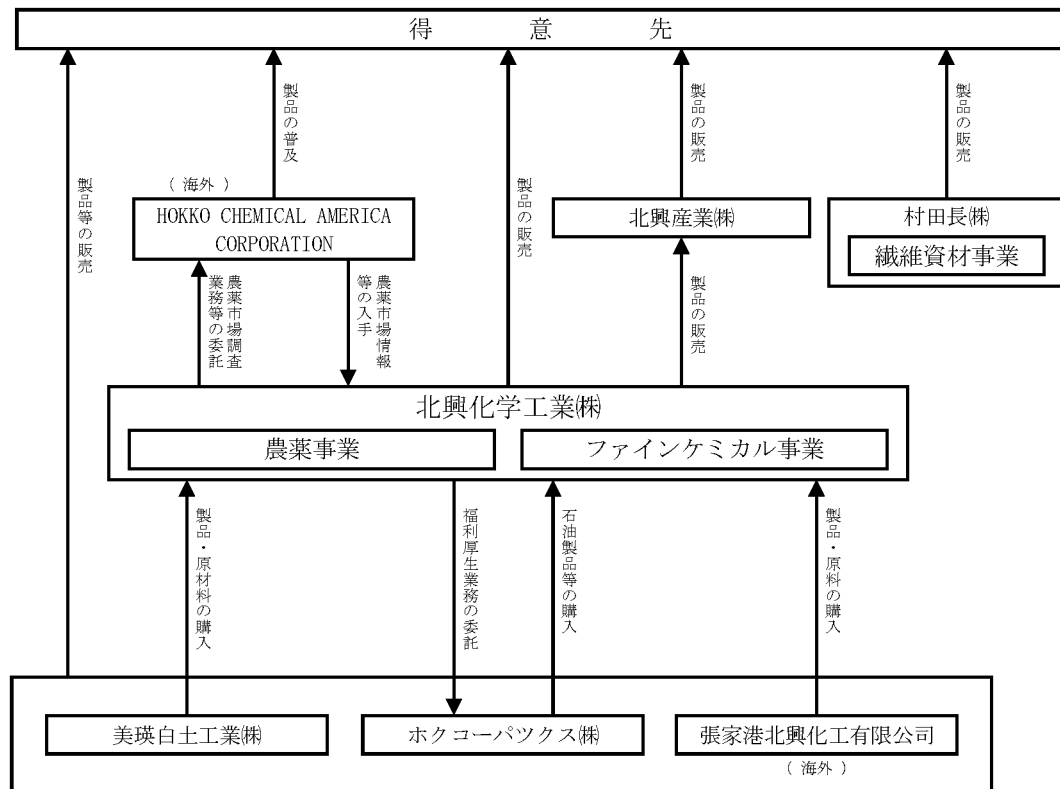 得意先
製品の普及
製品の販売
製品の販売
製品等の販売
(海外)
HOKKO CHEMICAL AMERICA
CORPORATION
製品の販売
北興産業㈱
村田長㈱
繊維資材事業
農薬市場調査
業務等の委託
農薬市場情報
等の入手
製品の販売
北興化学工業㈱
農薬事業
ファインケミカル事業
製品・原材料の購入
福利厚生業務の委託
石油製品等の購入
製品・原料の購入
美瑛白土工業㈱
ホクコーパツクス㈱
張家港北興化工有限公司
(海外)